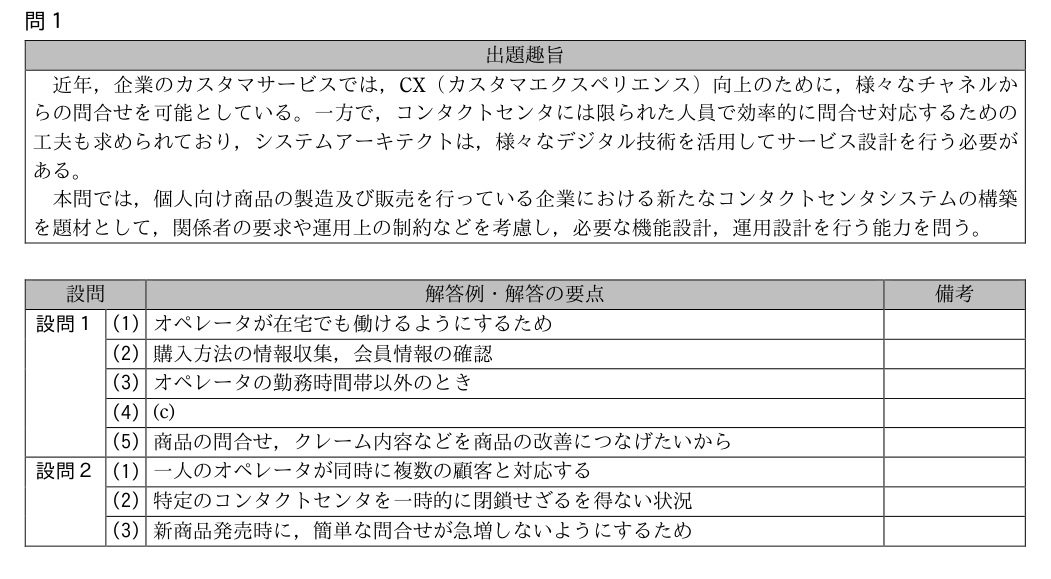 問1
出題趣旨
近年，企業のカスタマサービスでは，CX（カスタマエクスペリエンス）向上のために，様々なチャネルか
らの問合せを可能としている。一方で，コンタクトセンタには限られた人員で効率的に問合せ対応するための
工夫も求められており，システムアーキテクトは，様々なデジタル技術を活用してサービス設計を行う必要が
ある。
本問では，個人向け商品の製造及び販売を行っている企業における新たなコンタクトセンタシステムの構築
を題材として，関係者の要求や運用上の制約などを考慮し，必要な機能設計，運用設計を行う能力を問う。
設問 解答例・解答の要点 備考
設問1 (1) オペレータが在宅でも働けるようにするため
(2) 購入方法の情報収集，会員情報の確認
(3) オペレータの勤務時間帯以外のとき
(4) (c)
(5) 商品の問合せ，クレーム内容などを商品の改善につなげたいから
設問2 (1) 一人のオペレータが同時に複数の顧客と対応する
(2) 特定のコンタクトセンタを一時的に閉鎖せざるを得ない状況
(3) 新商品発売時に，簡単な問合せが急増しないようにするため